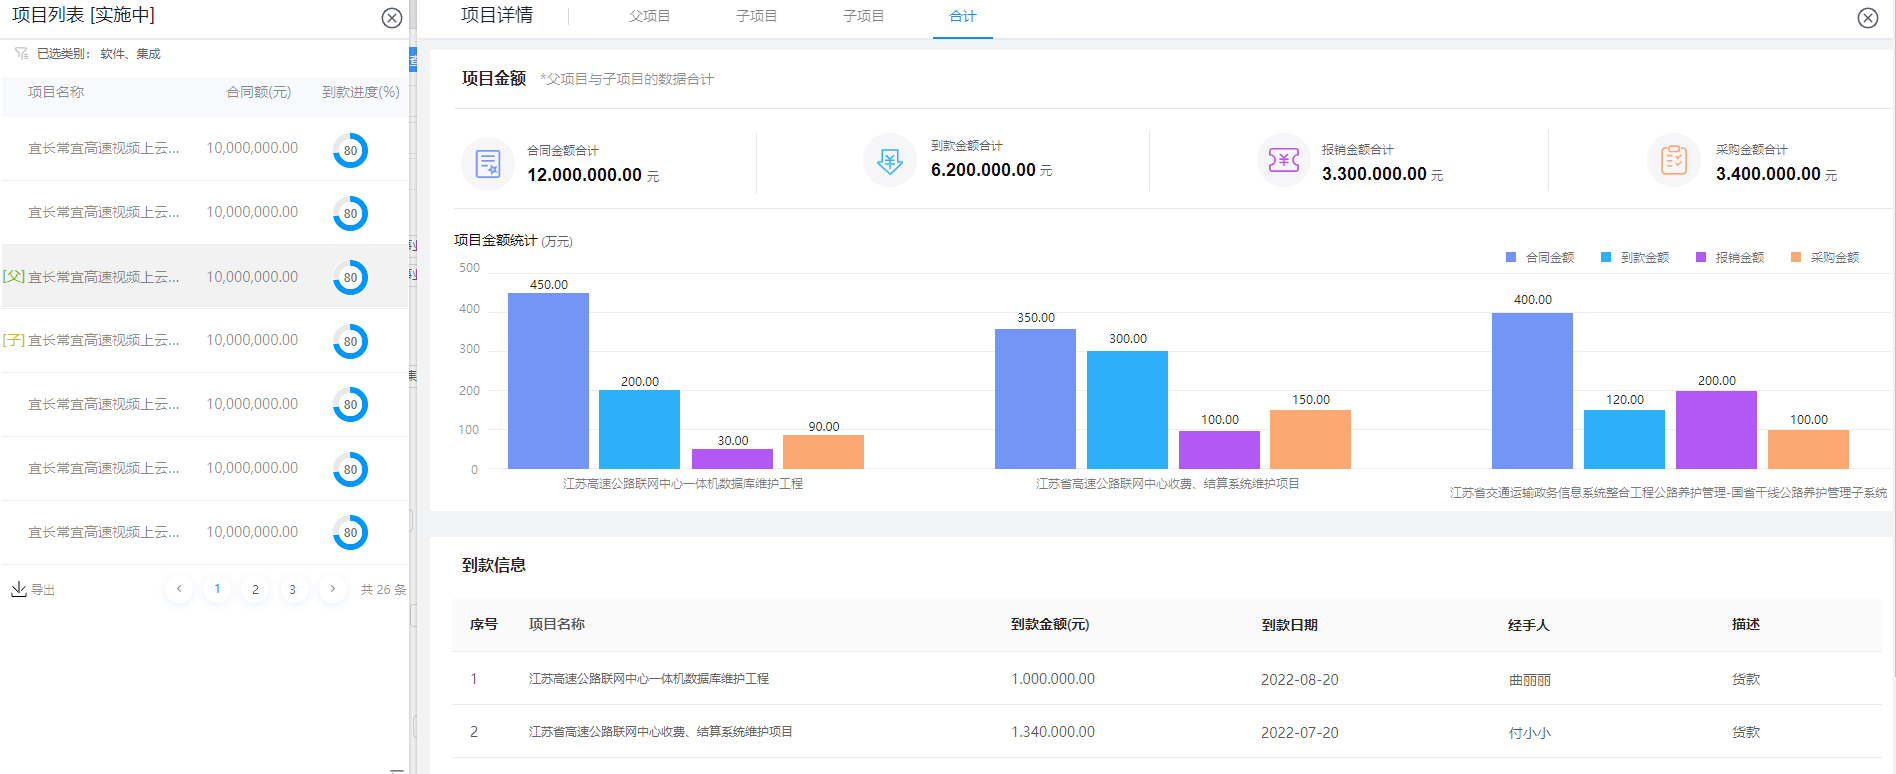 项目列表 [实施中]
已选类别： 软件、集成
项目名称 合同额(元) 到款进度(%)
宜长常宜高速视频上云... 10,000,000.00 80
宜长常宜高速视频上云... 10,000,000.00 80
[父] 宜长常宜高速视频上云... 10,000,000.00 80
[子] 宜长常宜高速视频上云... 10,000,000.00 80
宜长常宜高速视频上云... 10,000,000.00 80
宜长常宜高速视频上云... 10,000,000.00 80
宜长常宜高速视频上云... 10,000,000.00 80
导出 1 2 3 共 26 条
项目详情 父项目 子项目 子项目 合计
项目金额 *父项目与子项目的数据合计
合同金额合计
12.000.000.00 元
到款金额合计
6.200.000.00 元
报销金额合计
3.300.000.00 元
采购金额合计
3.400.000.00 元
项目金额统计 (万元)
合同金额 到款金额 报销金额 采购金额
500
400
300
200
100
0
450.00
200.00
30.00
90.00
350.00
300.00
100.00
150.00
400.00
120.00
200.00
100.00
江苏高速公路联网中心一体机数据库维护工程
江苏省高速公路联网中心收费、结算系统维护项目
江苏省交通运输政务信息系统整合工程公路养护管理-国省干线公路养护管理子系统
到款信息
序号 项目名称 到款金额(元) 到款日期 经手人 描述
1 江苏高速公路联网中心一体机数据库维护工程 1.000.000.00 2022-08-20 曲丽丽 货款
2 江苏省高速公路联网中心收费、结算系统维护项目 1.340.000.00 2022-07-20 付小小 货款